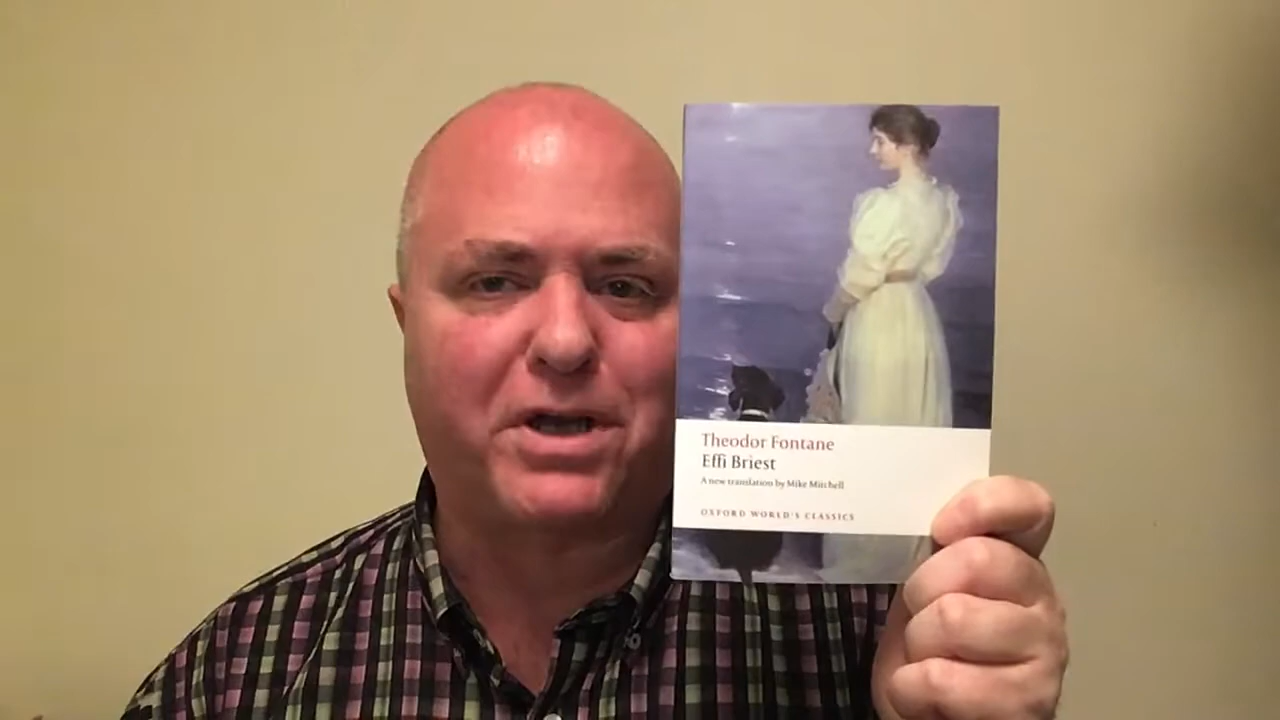 Theodor Fontane
Effi Briest
A new translation by Mike Mitchell
OXFORD WORLD'S CLASSICS